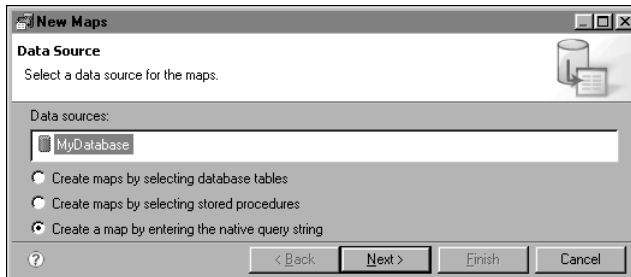 New Maps
Data Source
Select a data source for the maps.
Data sources:
MyDatabase
Create maps by selecting database tables
Create maps by selecting stored procedures
Create a map by entering the native query string
? < Back Next > Finish Cancel